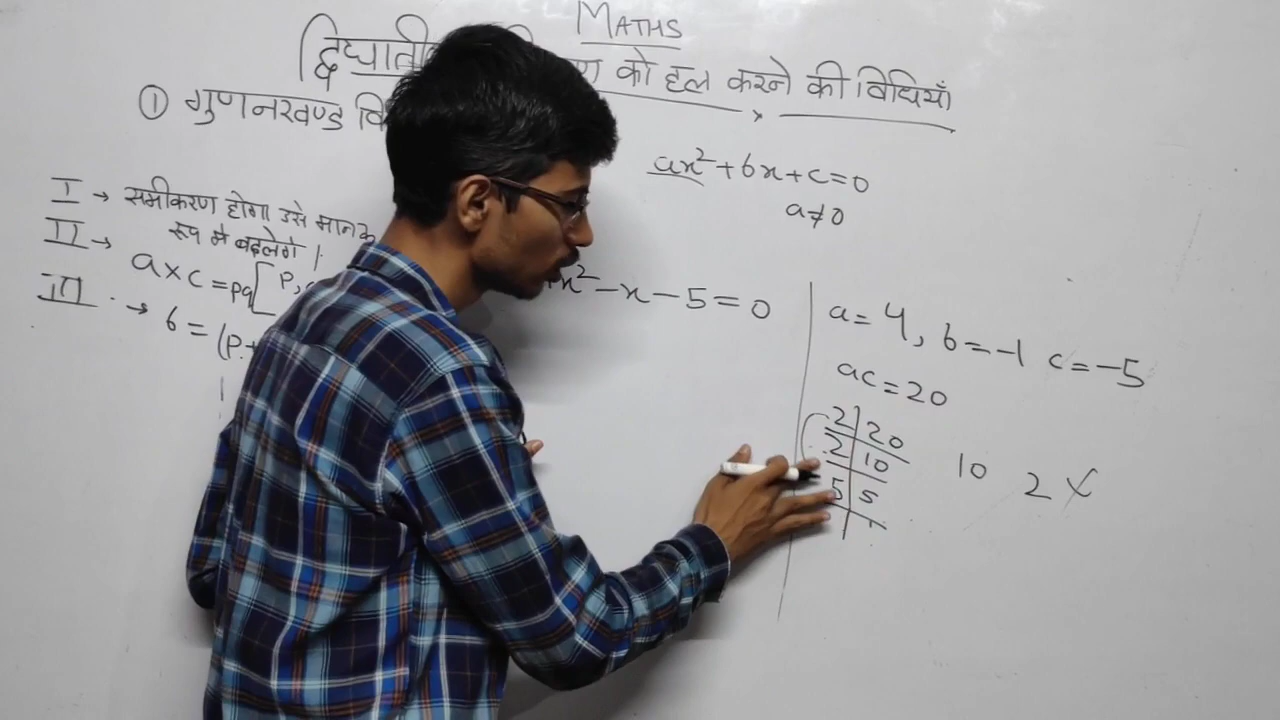 MATHS
को हल करने की विधियाँ
① गुणनखण्ड
ax²+bx+c=0
a≠0
I → समीकरण होगा उसे मानक
रूप में बदलेगे।
II → a×c=pq[P,
III → b=(P+
x²-x-5=0
a=4, b=-1 c=-5
ac=20
2|20
2|10
5|5
1
10 2 ×